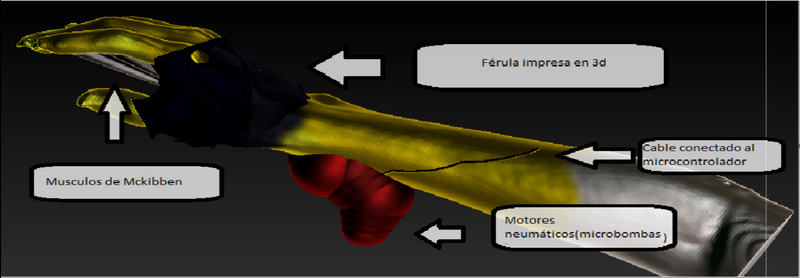 Férula impresa en 3d
Cable conectado al
microcontrolador
Musculos de Mckibben
Motores
neumáticos(microbombas)